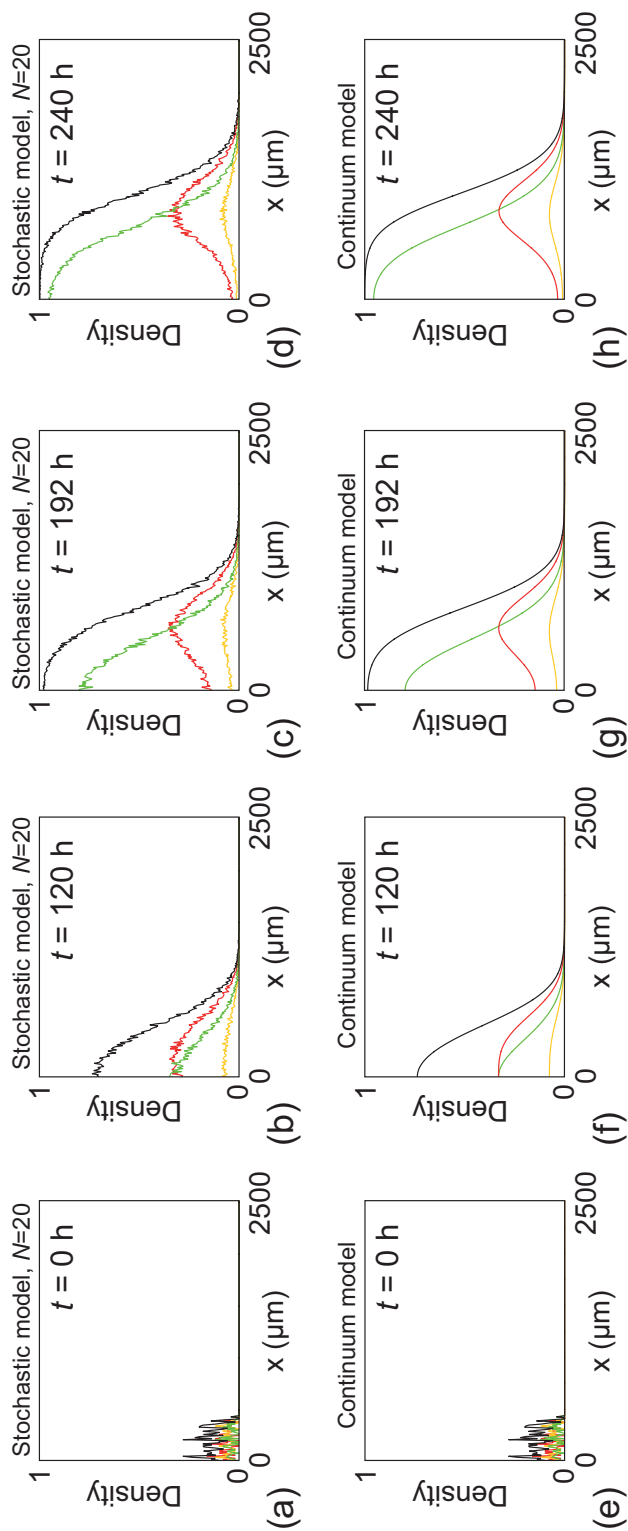 Stochastic model, N=20
t = 0 h
1
Density
0
0
2500
x (µm)
(a)
Stochastic model, N=20
t = 120 h
1
Density
0
0
2500
x (µm)
(b)
Stochastic model, N=20
t = 192 h
1
Density
0
0
2500
x (µm)
(c)
Stochastic model, N=20
t = 240 h
1
Density
0
0
2500
x (µm)
(d)
Continuum model
t = 0 h
1
Density
0
0
2500
x (µm)
(e)
Continuum model
t = 120 h
1
Density
0
0
2500
x (µm)
(f)
Continuum model
t = 192 h
1
Density
0
0
2500
x (µm)
(g)
Continuum model
t = 240 h
1
Density
0
0
2500
x (µm)
(h)